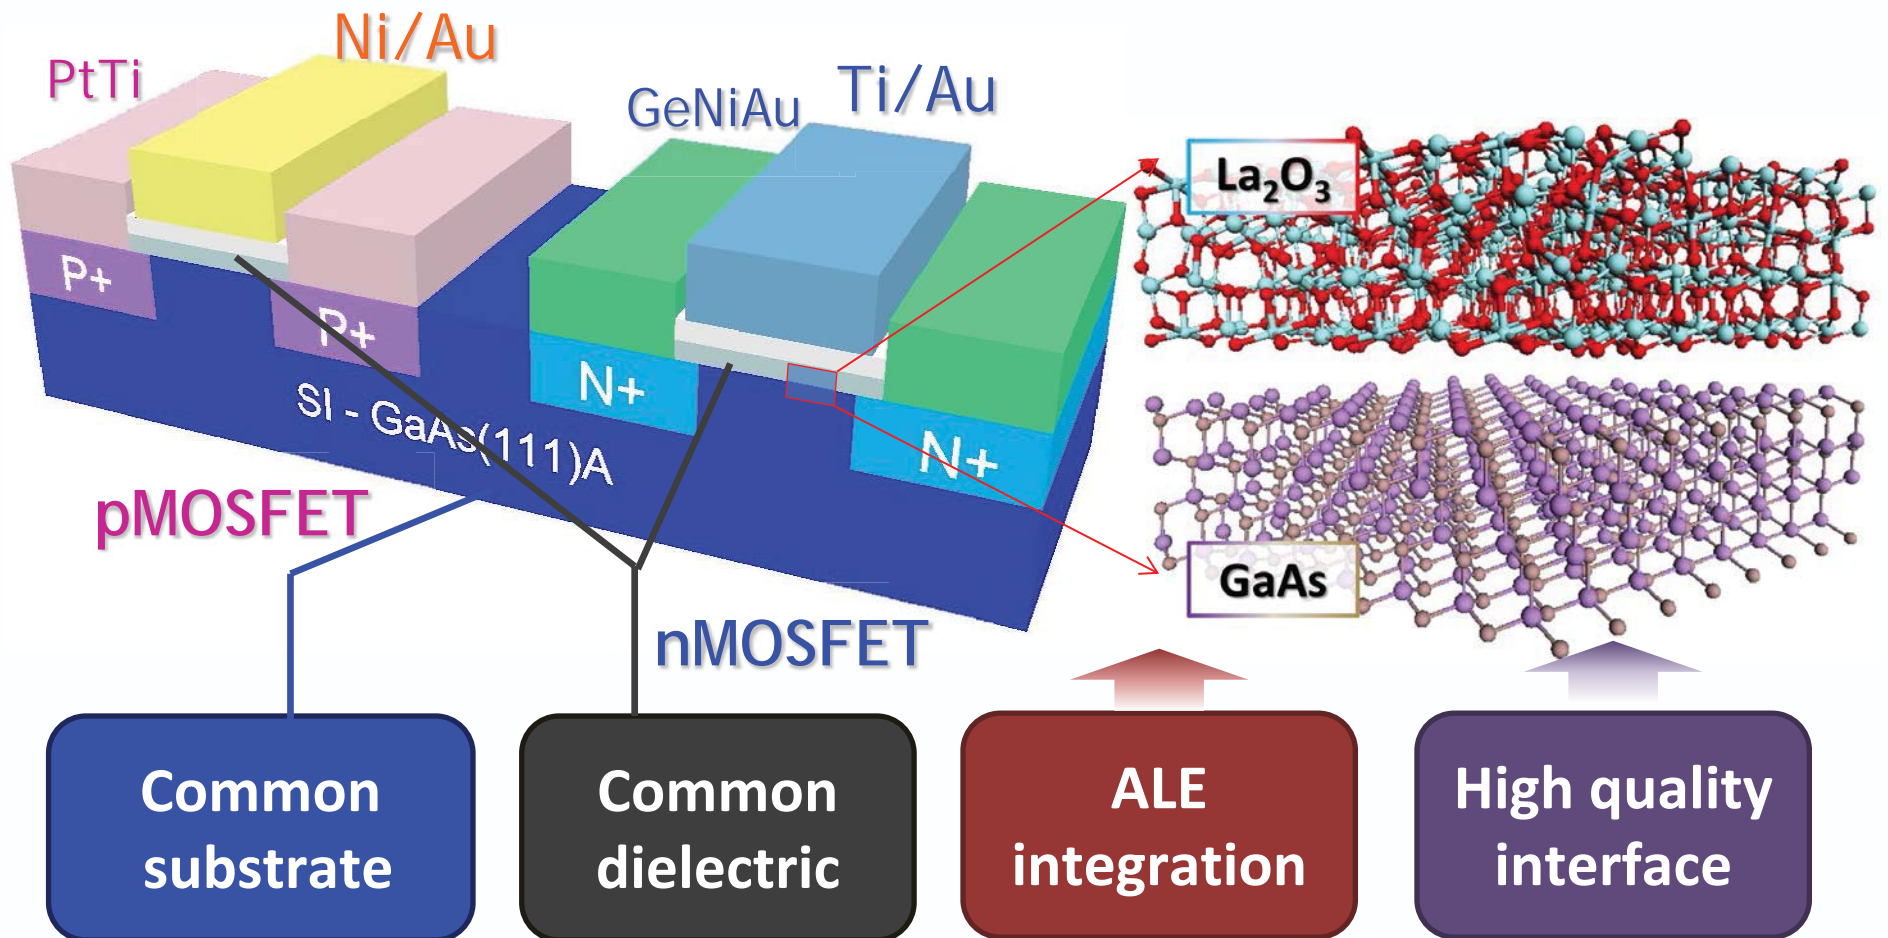 PtTi
Ni/Au
GeNiAu
Ti/Au
La₂O₃
P+
P+
N+
N+
SI - GaAs(111)A
GaAs
pMOSFET
nMOSFET
Common
substrate
Common
dielectric
ALE
integration
High quality
interface